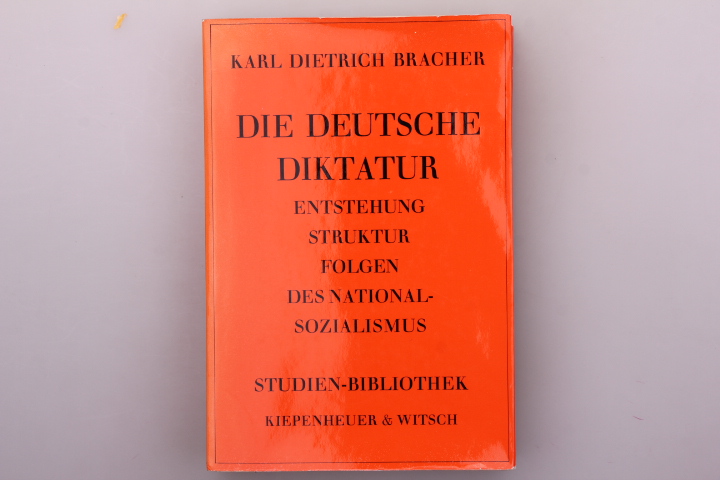 KARL DIETRICH BRACHER
DIE DEUTSCHE
DIKTATUR
ENTSTEHUNG
STRUKTUR
FOLGEN
DES NATIONAL-
SOZIALISMUS
STUDIEN-BIBLIOTHEK
KIEPENHEUER & WITSCH